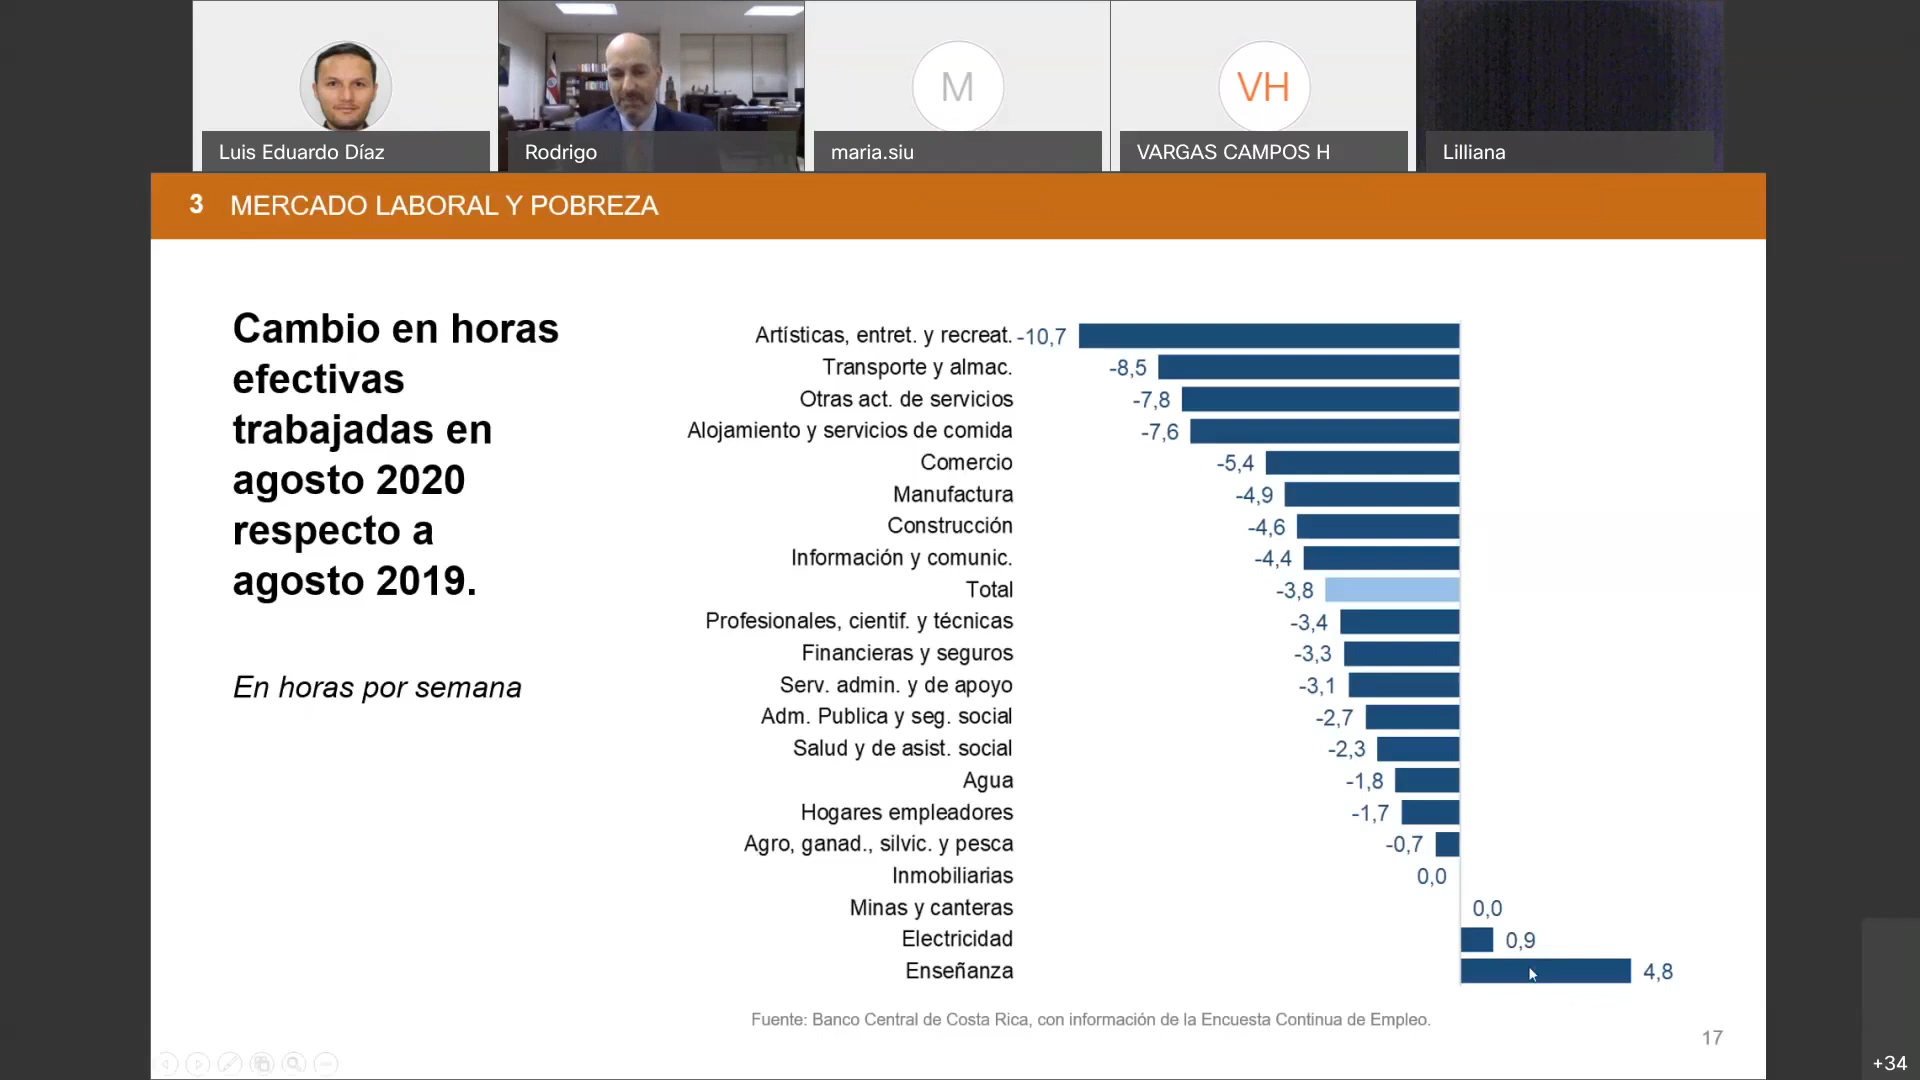 M
VH
Luis Eduardo Díaz
Rodrigo
maria.siu
VARGAS CAMPOS H
Lilliana
3 MERCADO LABORAL Y POBREZA
Cambio en horas
efectivas
trabajadas en
agosto 2020
respecto a
agosto 2019.
En horas por semana
Artísticas, entret. y recreat. -10,7
Transporte y almac. -8,5
Otras act. de servicios -7,8
Alojamiento y servicios de comida -7,6
Comercio -5,4
Manufactura -4,9
Construcción -4,6
Información y comunic. -4,4
Total -3,8
Profesionales, cientif. y técnicas -3,4
Financieras y seguros -3,3
Serv. admin. y de apoyo -3,1
Adm. Publica y seg. social -2,7
Salud y de asist. social -2,3
Agua -1,8
Hogares empleadores -1,7
Agro, ganad., silvic. y pesca -0,7
Inmobiliarias 0,0
Minas y canteras 0,0
Electricidad 0,9
Enseñanza 4,8
Fuente: Banco Central de Costa Rica, con información de la Encuesta Continua de Empleo.
17
+34